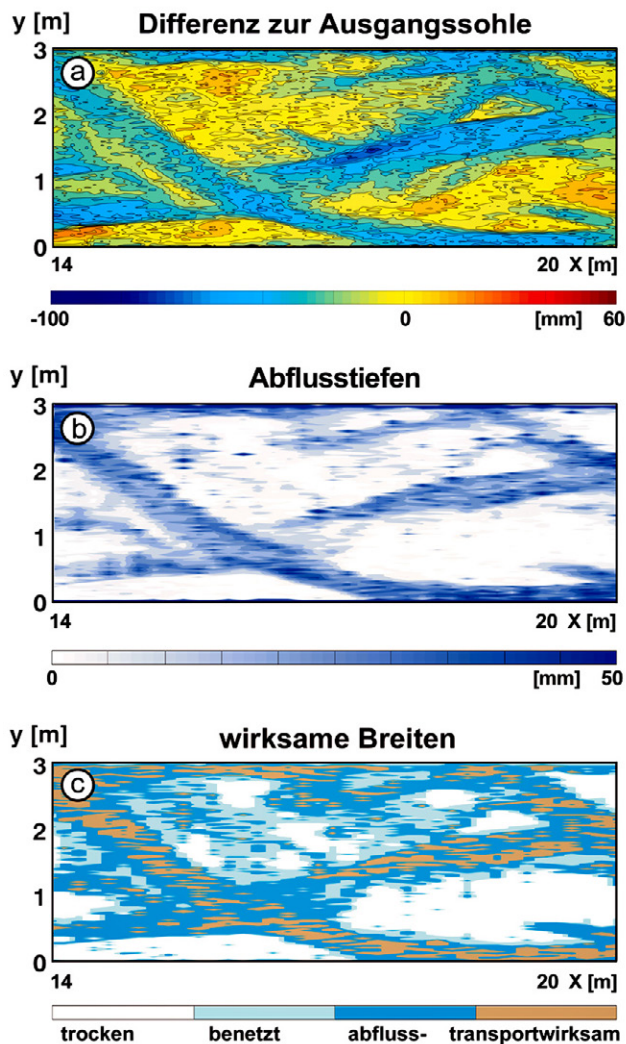 y [m] Differenz zur Ausgangssohle
3
a
2
1
0
14 20 X [m]
-100 0 [mm] 60
y [m] Abflusstiefen
3
b
2
1
0
14 20 X [m]
0 [mm] 50
y [m] wirksame Breiten
3
c
2
1
0
14 20 X [m]
trocken benetzt abfluss- transportwirksam